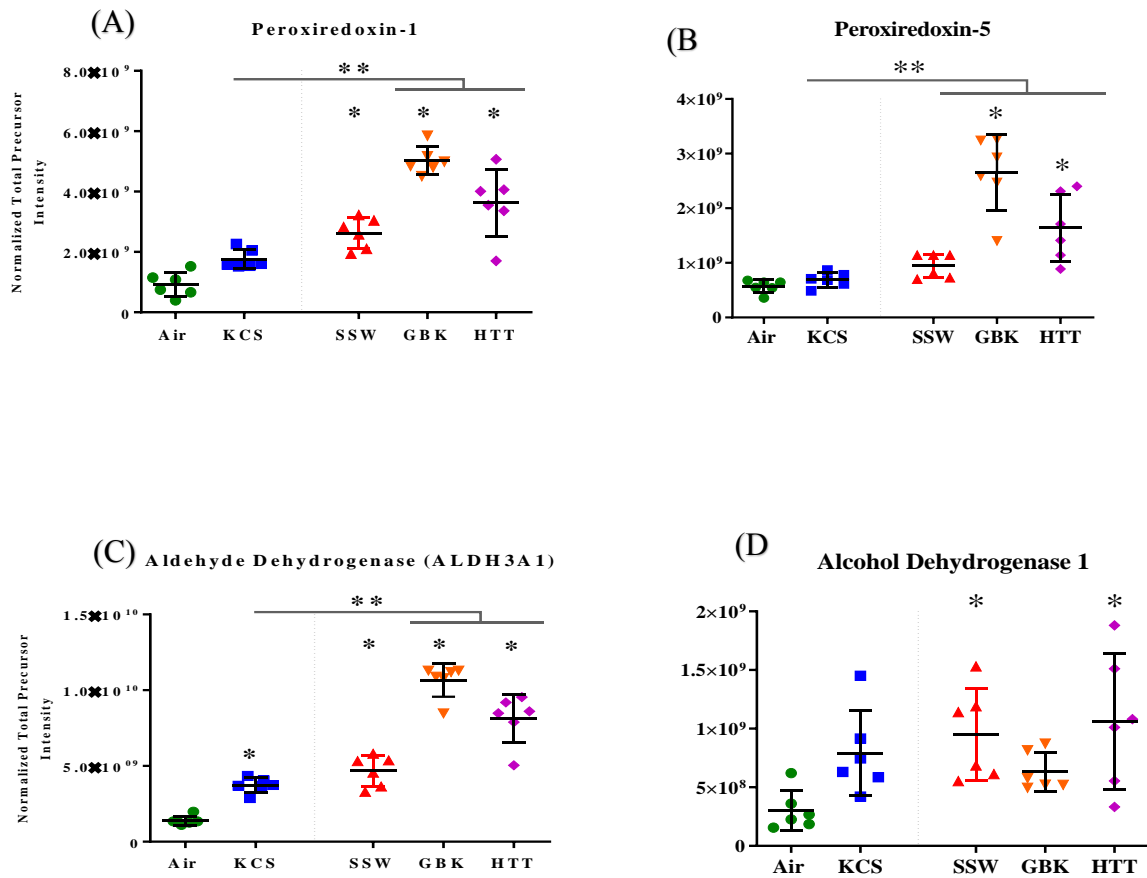 (A)
Peroxiredoxin-1
Normalized Total Precursor
Intensity
8.0✖10⁹
6.0✖10⁹
4.0✖10⁹
2.0✖10⁹
0
**
* * *
Air KCS SSW GBK HTT
(B)
Peroxiredoxin-5
4×10⁹
3×10⁹
2×10⁹
1×10⁹
0
**
*
*
Air KCS SSW GBK HTT
(C)
Aldehyde Dehydrogenase (ALDH3A1)
Normalized Total Precursor
Intensity
1.5✖10¹⁰
1.0✖10¹⁰
5.0✖10⁰⁹
0
**
* * * *
Air KCS SSW GBK HTT
(D)
Alcohol Dehydrogenase 1
2×10⁹
1.5×10⁹
1×10⁹
5×10⁸
0
* *
Air KCS SSW GBK HTT